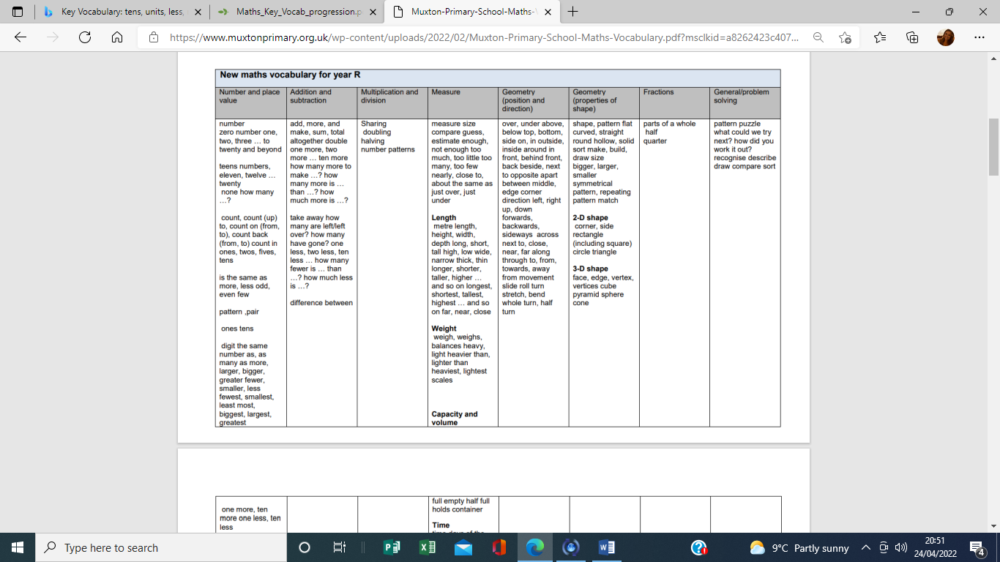 Key Vocabulary: tens, units, less,
Maths_Key_Vocab_progression.p
Muxton-Primary-School-Maths-
https://www.muxtonprimary.org.uk/wp-content/uploads/2022/02/Muxton-Primary-School-Maths-Vocabulary.pdf?msclkid=a8262423c407...
New maths vocabulary for year R
Number and place
value
Addition and
subtraction
Multiplication and
division
Measure
Geometry
(position and
direction)
Geometry
(properties of
shape)
Fractions
General/problem
solving
number
zero number one,
two, three … to
twenty and beyond
teens numbers,
eleven, twelve …
twenty
none how many
…?
count, count (up)
to, count on (from,
to), count back
(from, to) count in
ones, twos, fives,
tens
is the same as
more, less odd,
even few
pattern ,pair
ones tens
digit the same
number as, as
many as more,
larger, bigger,
greater fewer,
smaller, less
fewest, smallest,
least most,
biggest, largest,
greatest
add, more, and
make, sum, total
altogether double
one more, two
more … ten more
how many more to
make …? how
many more is …
than …? how
much more is …?
take away how
many are left/left
over? how many
have gone? one
less, two less, ten
less … how many
fewer is … than
…? how much less
is …?
difference between
Sharing
doubling
halving
number patterns
measure size
compare guess,
estimate enough,
not enough too
much, too little too
many, too few
nearly, close to,
about the same as
just over, just
under
Length
metre length,
height, width,
depth long, short,
tall high, low wide,
narrow thick, thin
longer, shorter,
taller, higher …
and so on longest,
shortest, tallest,
highest … and so
on far, near, close
Weight
weigh, weighs,
balances heavy,
light heavier than,
lighter than
heaviest, lightest
scales
Capacity and
volume
over, under above,
below top, bottom,
side on, in outside,
inside around in
front, behind front,
back beside, next
to opposite apart
between middle,
edge corner
direction left, right
up, down
forwards,
backwards,
sideways across
next to, close,
near, far along
through to, from,
towards, away
from movement
slide roll turn
stretch, bend
whole turn, half
turn
shape, pattern flat
curved, straight
round hollow, solid
sort make, build,
draw size
bigger, larger,
smaller
symmetrical
pattern, repeating
pattern match
2-D shape
corner, side
rectangle
(including square)
circle triangle
3-D shape
face, edge, vertex,
vertices cube
pyramid sphere
cone
parts of a whole
half
quarter
pattern puzzle
what could we try
next? how did you
work it out?
recognise describe
draw compare sort
one more, ten
more one less, ten
less
full empty half full
holds container
Time
Type here to search
9°C Partly sunny
20:51
24/04/2022
4